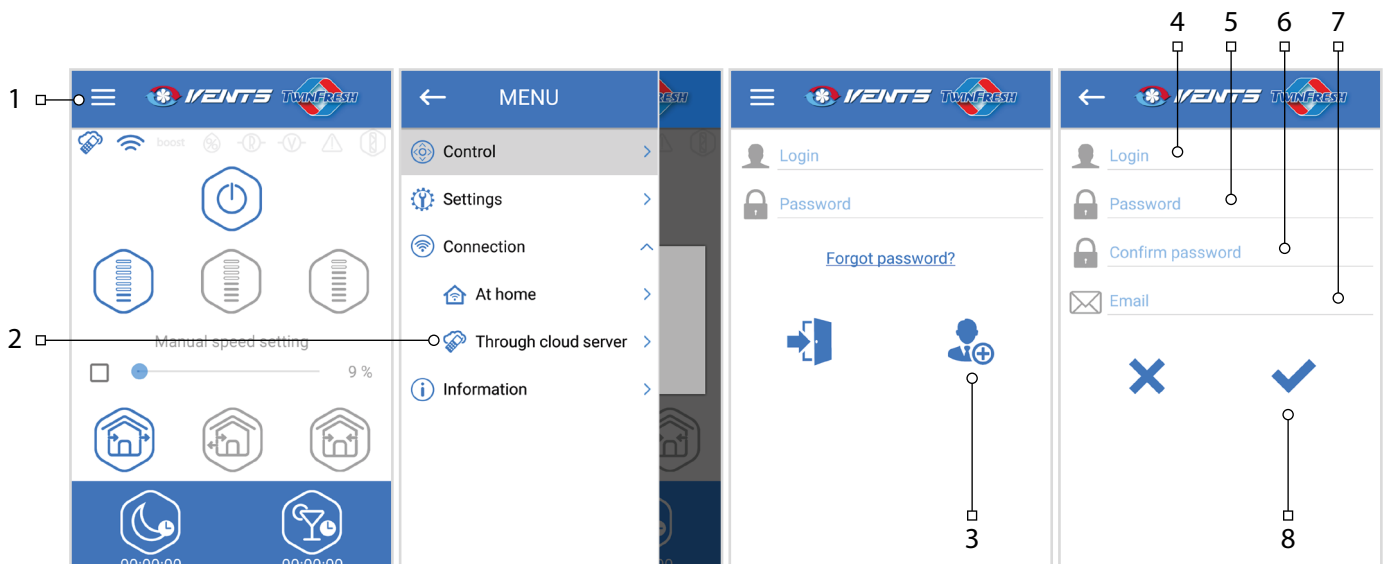 4 5 6 7
1
VENTS TWINFRESH
MENU
VENTS TWINFRESH
VENTS TWINFRESH
boost
Control
Settings
Connection
At home
2
Through cloud server
Information
Manual speed setting
9 %
00:00:00 00:00:00
Login
Password
Forgot password?
3
Login
Password
Confirm password
Email
8